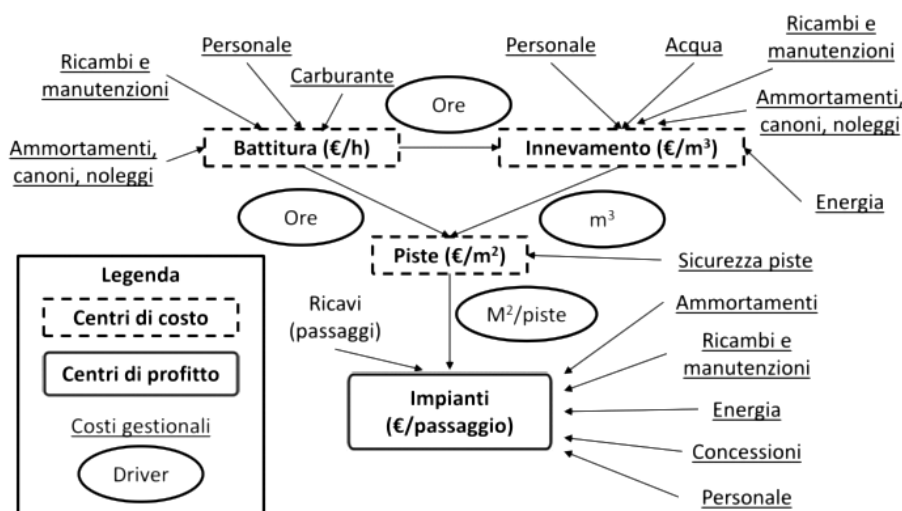 Personale
Ricambi e
manutenzioni
Carburante
Ammortamenti,
canoni, noleggi
Ore
Personale
Acqua
Ricambi e
manutenzioni
Ammortamenti,
canoni, noleggi
Energia
Battitura (€/h)
Innevamento (€/m³)
Ore
m³
Piste (€/m²)
Sicurezza piste
Ricavi
(passaggi)
M²/piste
Ammortamenti
Ricambi e
manutenzioni
Impianti
(€/passaggio)
Energia
Concessioni
Personale
Legenda
Centri di costo
Centri di profitto
Costi gestionali
Driver